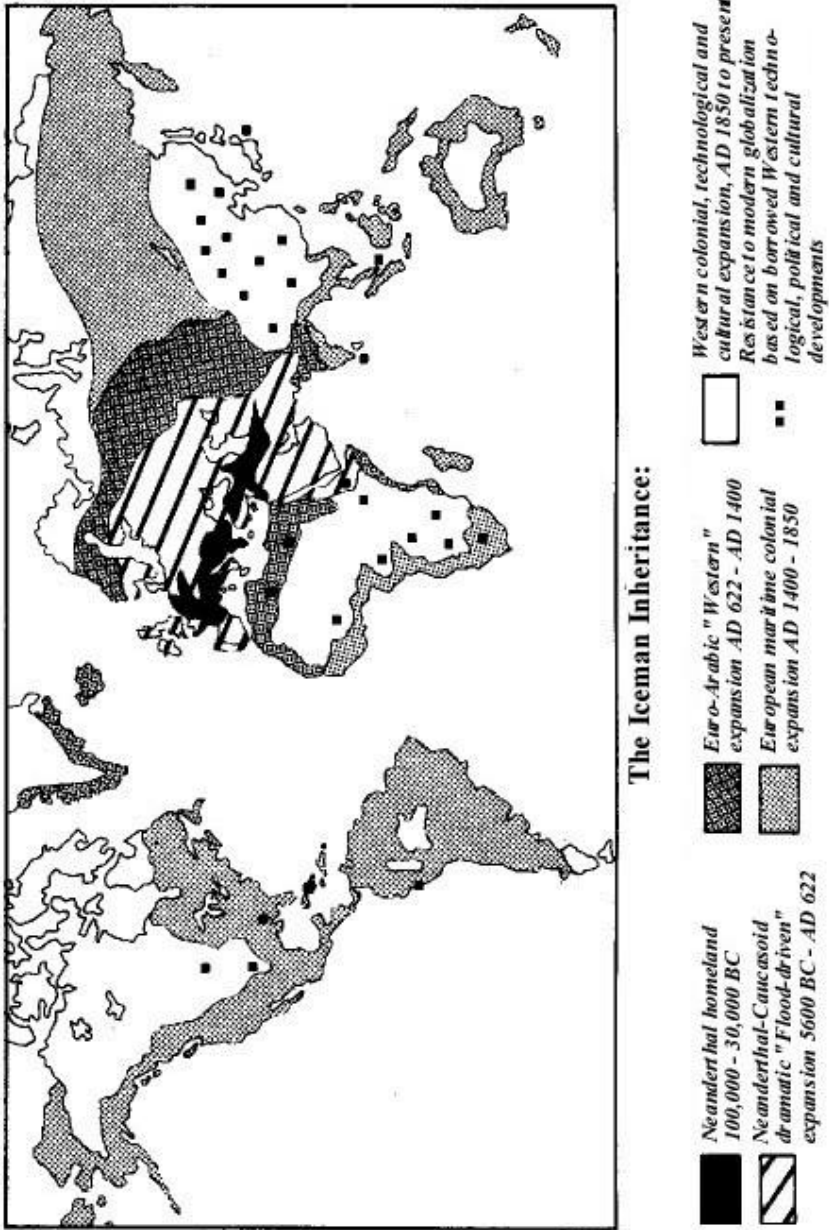 The Iceman Inheritance:
Neanderthal homeland
100,000 - 30,000 BC
Neanderthal-Caucasoid
dramatic "Flood-driven"
expansion 5600 BC - AD 622
Euro-Arabic "Western"
expansion AD 622 - AD 1400
European maritime colonial
expansion AD 1400 - 1850
Western colonial, technological and
cultural expansion, AD 1850 to presen
Resistance to modern globalization
based on borrowed Western techno-
logical, political and cultural
developments